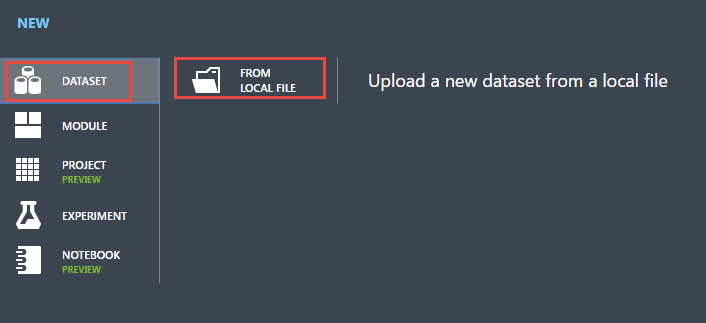 NEW
DATASET
MODULE
PROJECT
PREVIEW
EXPERIMENT
NOTEBOOK
PREVIEW
FROM
LOCAL FILE
Upload a new dataset from a local file